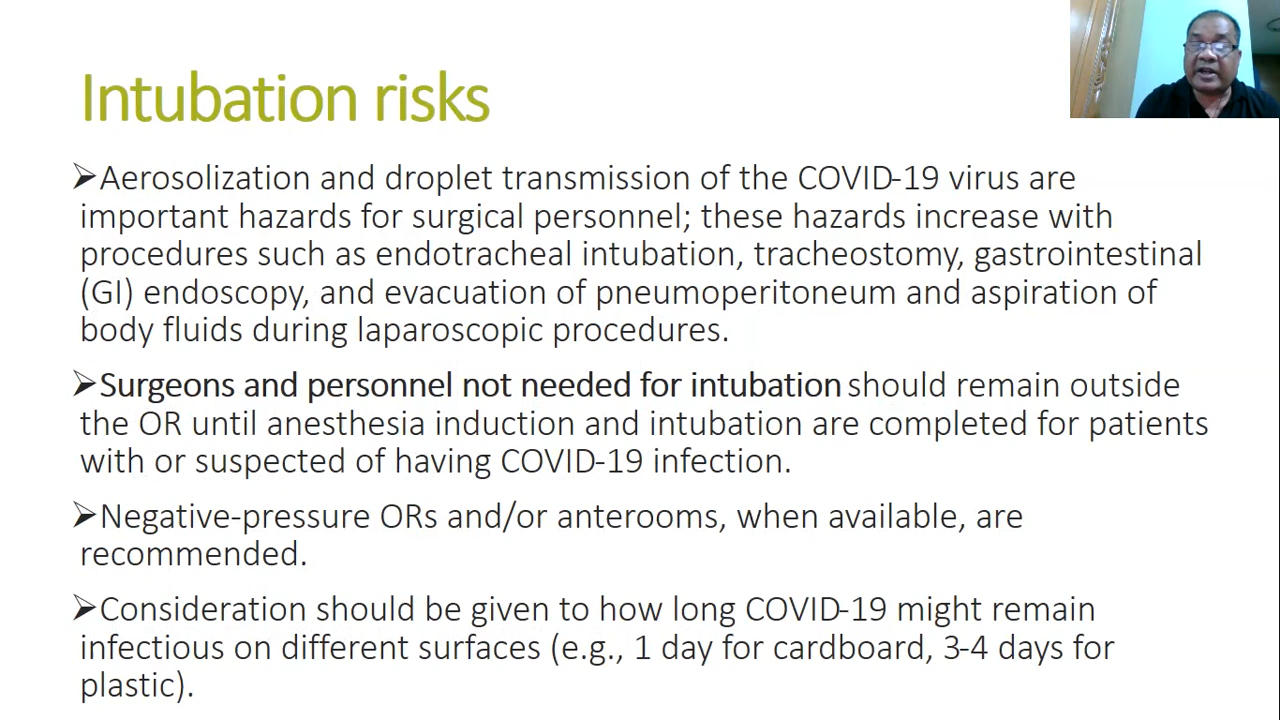 Intubation risks
➢Aerosolization and droplet transmission of the COVID-19 virus are
important hazards for surgical personnel; these hazards increase with
procedures such as endotracheal intubation, tracheostomy, gastrointestinal
(GI) endoscopy, and evacuation of pneumoperitoneum and aspiration of
body fluids during laparoscopic procedures.
➢Surgeons and personnel not needed for intubation should remain outside
the OR until anesthesia induction and intubation are completed for patients
with or suspected of having COVID-19 infection.
➢Negative-pressure ORs and/or anterooms, when available, are
recommended.
➢Consideration should be given to how long COVID-19 might remain
infectious on different surfaces (e.g., 1 day for cardboard, 3-4 days for
plastic).